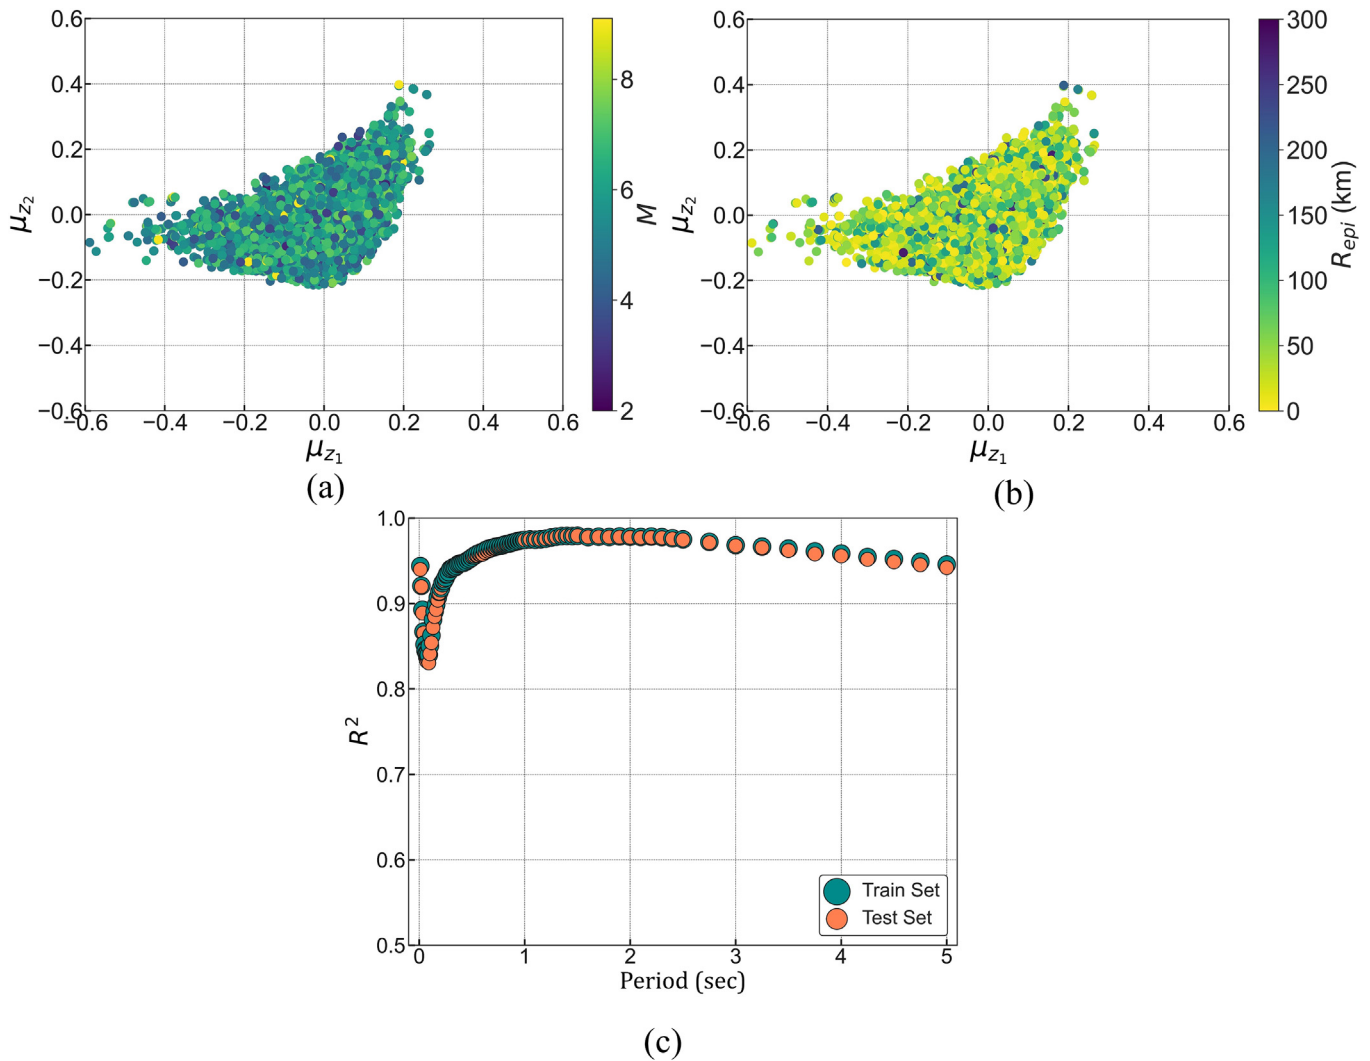 0.6
0.4
0.2
0.0
−0.2
−0.4
−0.6
μz2
−0.6 −0.4 −0.2 0.0 0.2 0.4 0.6
μz1
8
6
4
2
M
(a)
0.6
0.4
0.2
0.0
−0.2
−0.4
−0.6
μz2
−0.6 −0.4 −0.2 0.0 0.2 0.4 0.6
μz1
300
250
200
150
100
50
0
Repi (km)
(b)
1.0
0.9
0.8
0.7
0.6
0.5
R2
Train Set
Test Set
0 1 2 3 4 5
Period (sec)
(c)